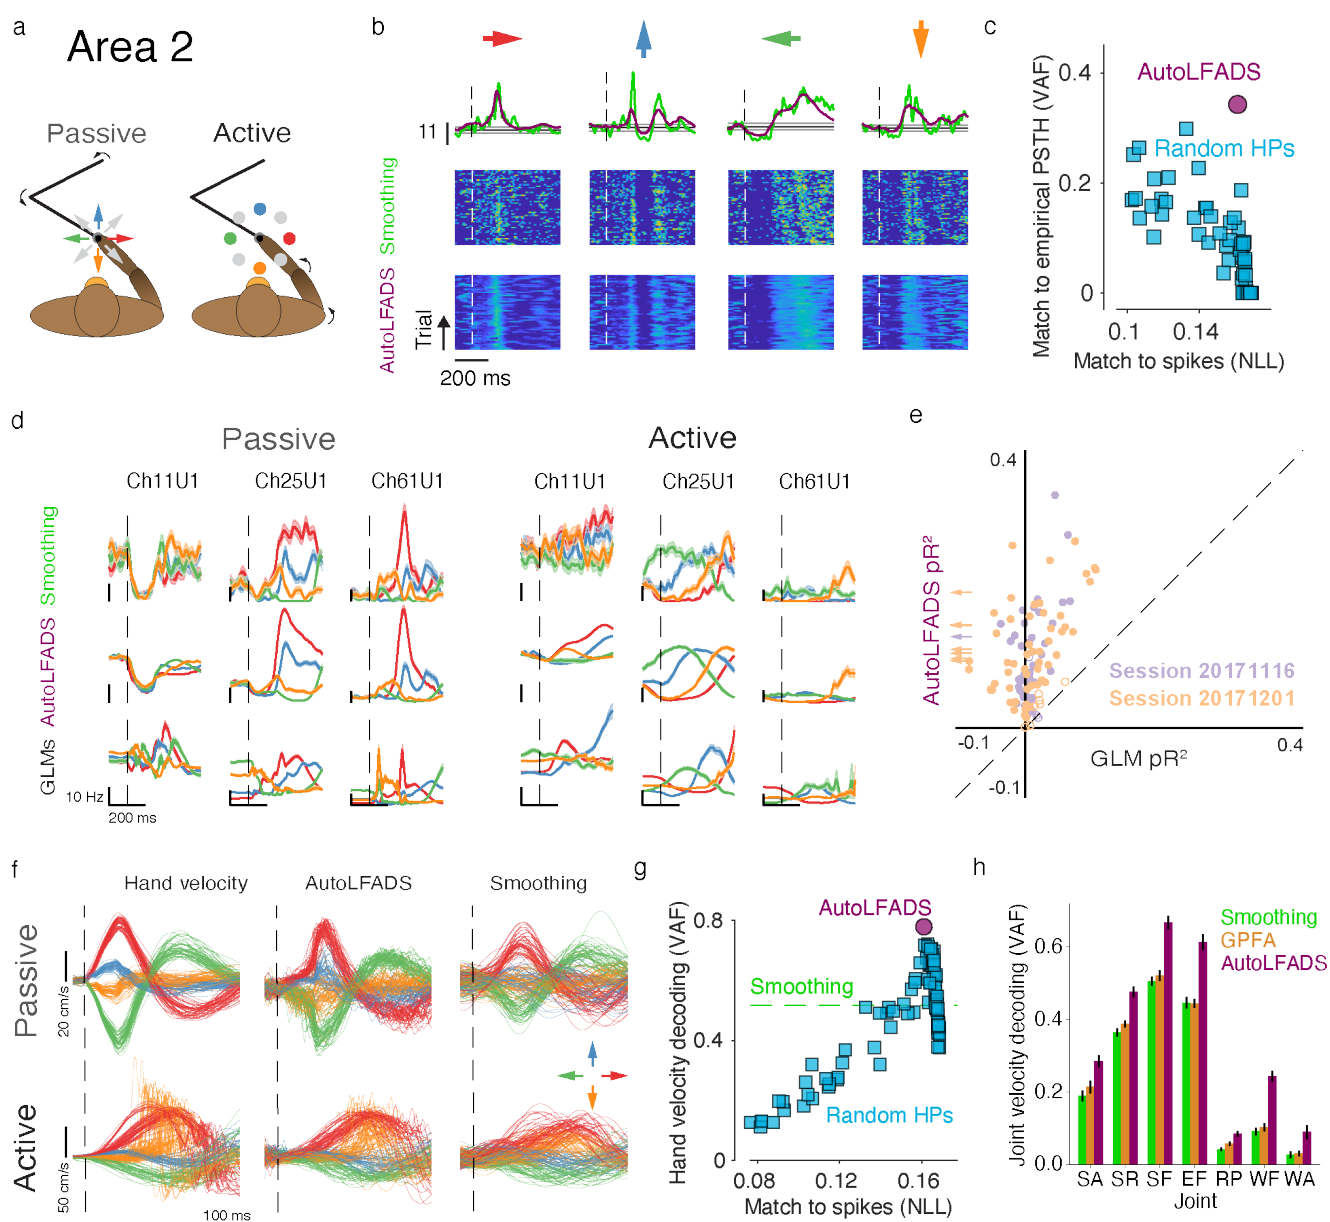 a
Area 2
Passive
Active
b
11
Smoothing
AutoLFADS
Trial
200 ms
c
Match to empirical PSTH (VAF)
0.4
0.2
0
AutoLFADS
Random HPs
0.1
0.14
Match to spikes (NLL)
d
Passive
Active
Ch11U1
Ch25U1
Ch61U1
Ch11U1
Ch25U1
Ch61U1
Smoothing
AutoLFADS
GLMs
10 Hz
200 ms
e
0.4
AutoLFADS pR²
Session 20171116
Session 20171201
-0.1
GLM pR²
0.4
-0.1
f
Hand velocity
AutoLFADS
Smoothing
Passive
20 cm/s
Active
50 cm/s
100 ms
g
Hand velocity decoding (VAF)
0.8
0.4
0
AutoLFADS
Smoothing
Random HPs
0.08
0.12
0.16
Match to spikes (NLL)
h
Joint velocity decoding (VAF)
0.6
0.4
0.2
0.0
Smoothing
GPFA
AutoLFADS
SA SR SF EF RP WF WA
Joint